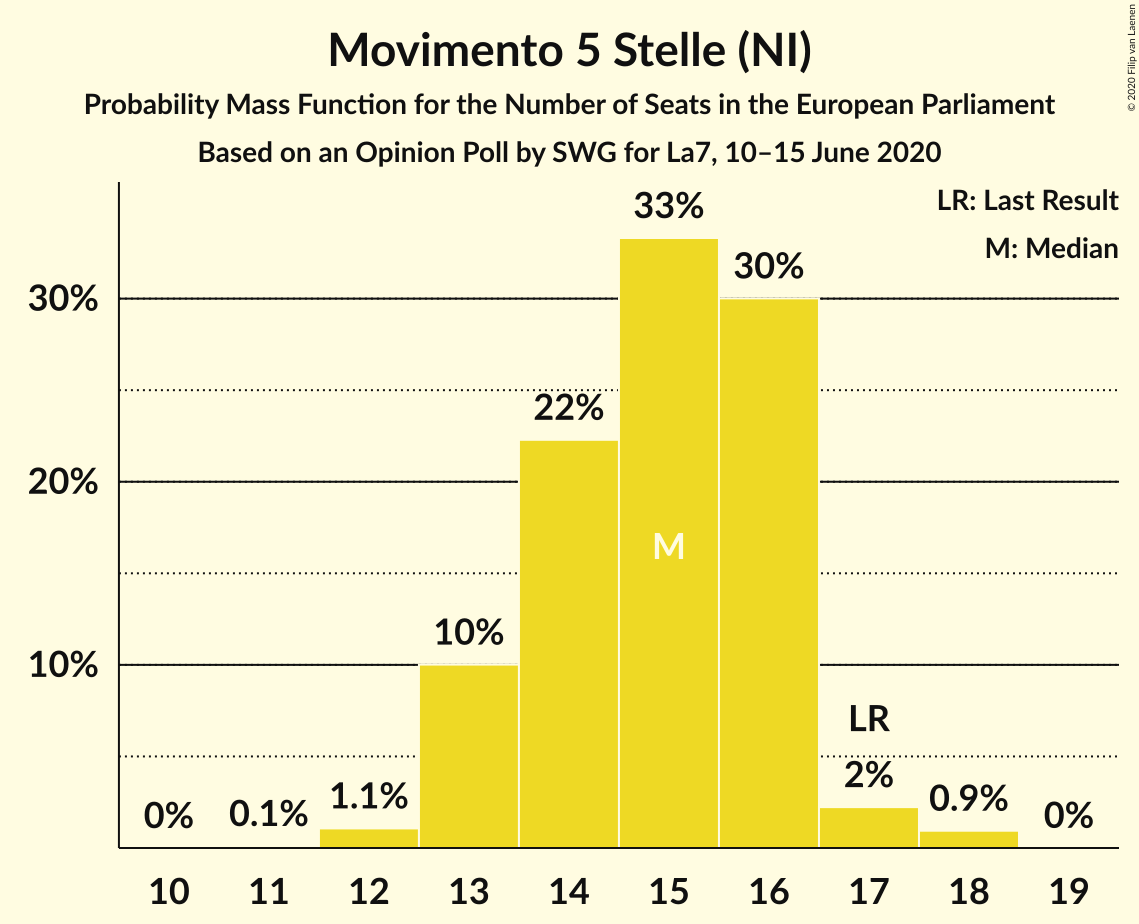 Movimento 5 Stelle (NI)
Probability Mass Function for the Number of Seats in the European Parliament
Based on an Opinion Poll by SWG for La7, 10–15 June 2020
© 2020 Filip van Laenen
LR: Last Result
M: Median
30%
20%
10%
0%
0.1%
1.1%
10%
22%
33%
M
30%
LR
2%
0.9%
0%
10 11 12 13 14 15 16 17 18 19